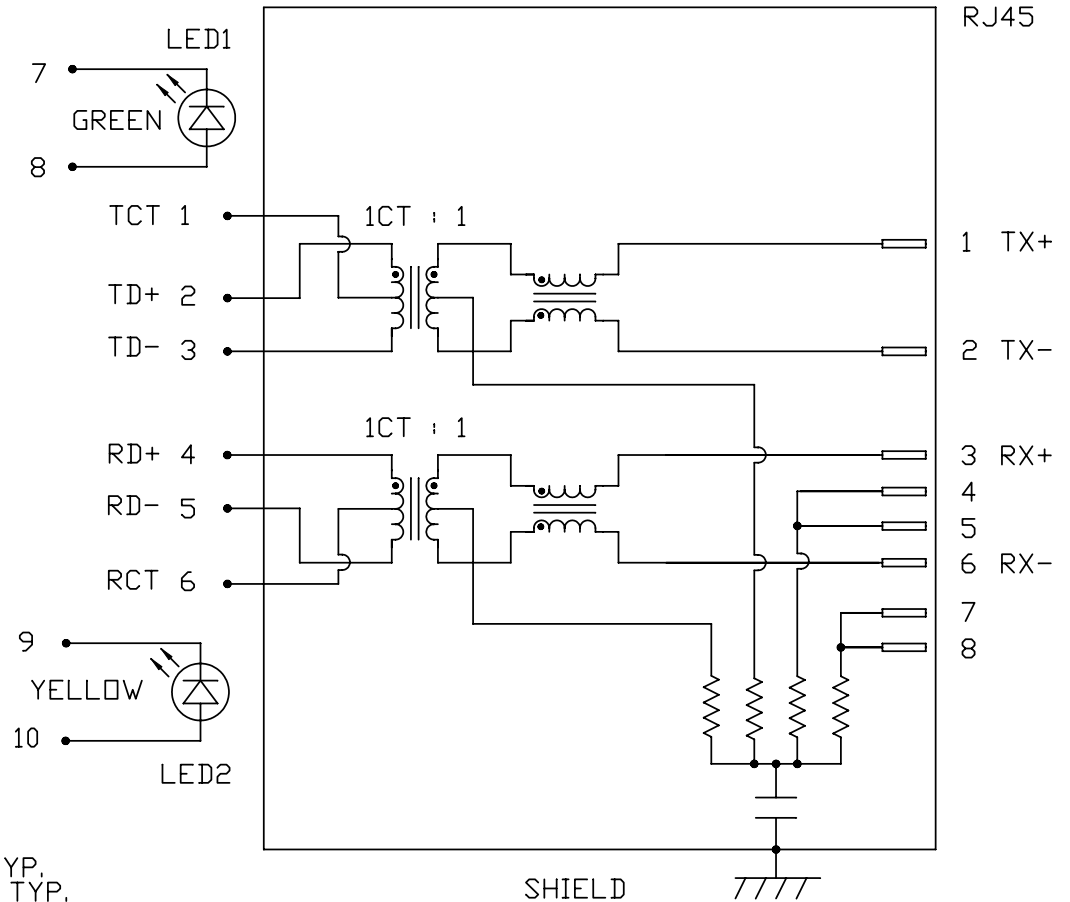 RJ45
LED1
7
GREEN
8
TCT 1
1CT : 1
1 TX+
TD+ 2
TD- 3
2 TX-
1CT : 1
RD+ 4
3 RX+
4
RD- 5
5
6 RX-
RCT 6
7
9
8
YELLOW
10
LED2
YP.
TYP.
SHIELD